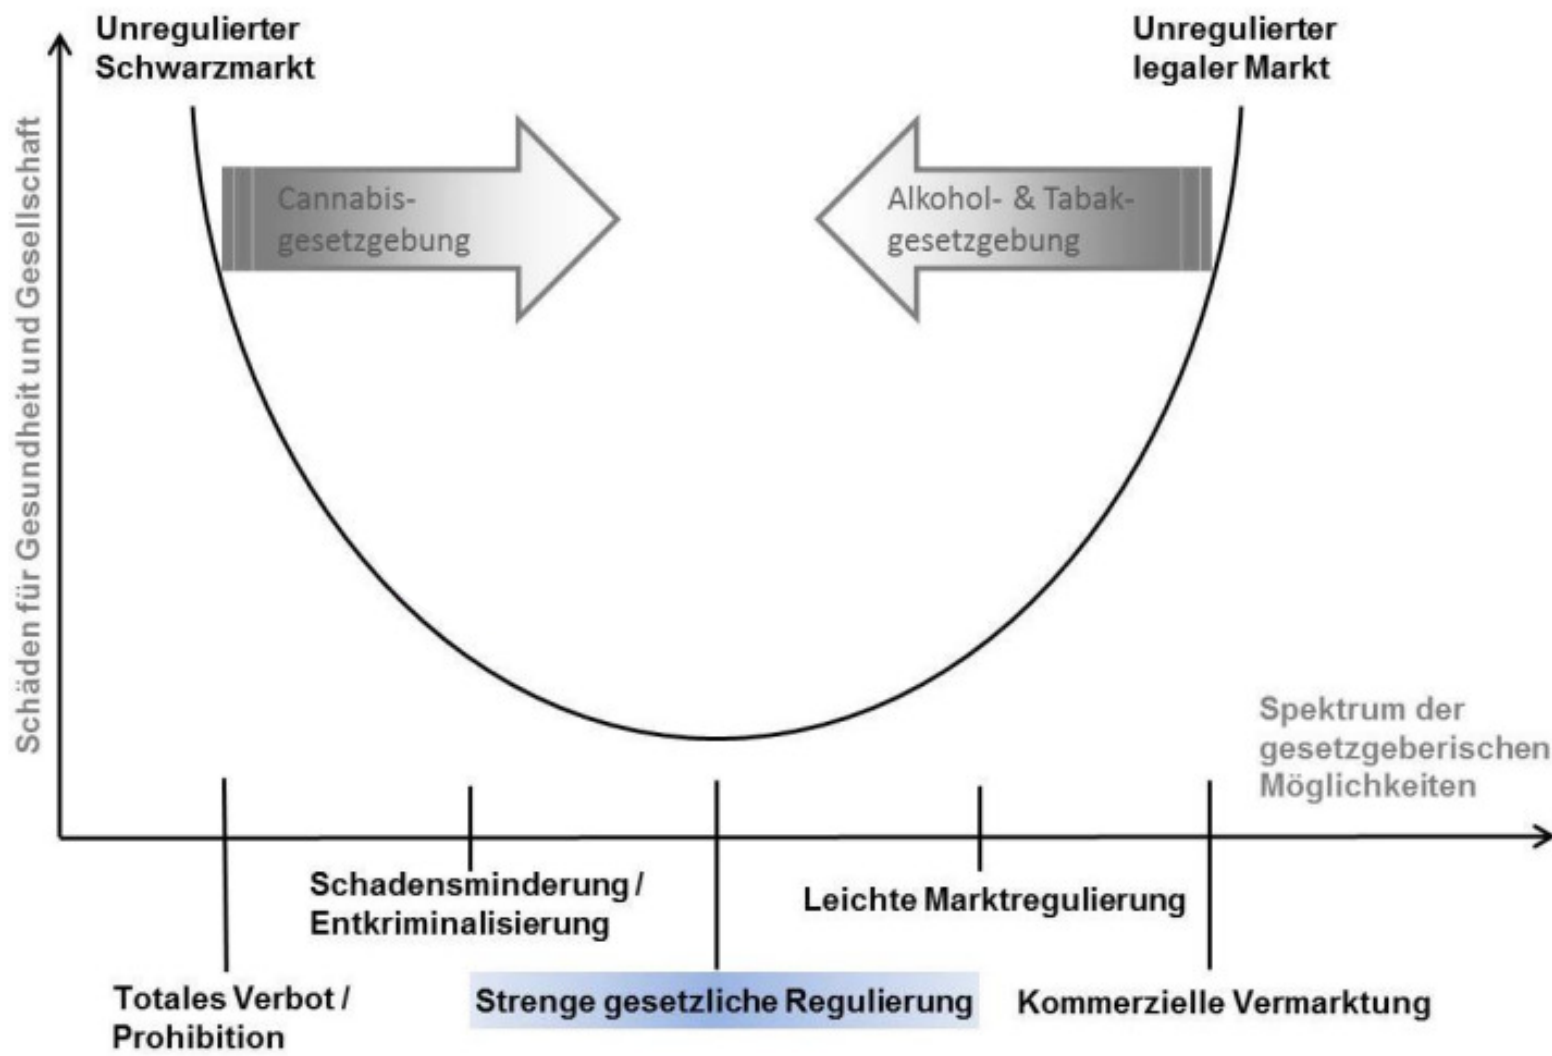 Unregulierter
Schwarzmarkt
Unregulierter
legaler Markt
Schäden für Gesundheit und Gesellschaft
Cannabis-
gesetzgebung
Alkohol- & Tabak-
gesetzgebung
Spektrum der
gesetzgeberischen
Möglichkeiten
Schadensminderung /
Entkriminalisierung
Leichte Marktregulierung
Totales Verbot /
Prohibition
Strenge gesetzliche Regulierung
Kommerzielle Vermarktung